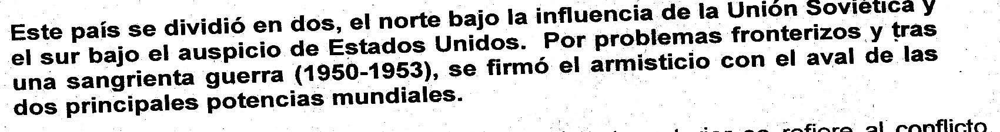 Este país se dividió en dos, el norte bajo la influencia de la Unión Soviética y
el sur bajo el auspicio de Estados Unidos. Por problemas fronterizos y tras
una sangrienta guerra (1950-1953), se firmó el armisticio con el aval de las
dos principales potencias mundiales.
se refiere al conflicto